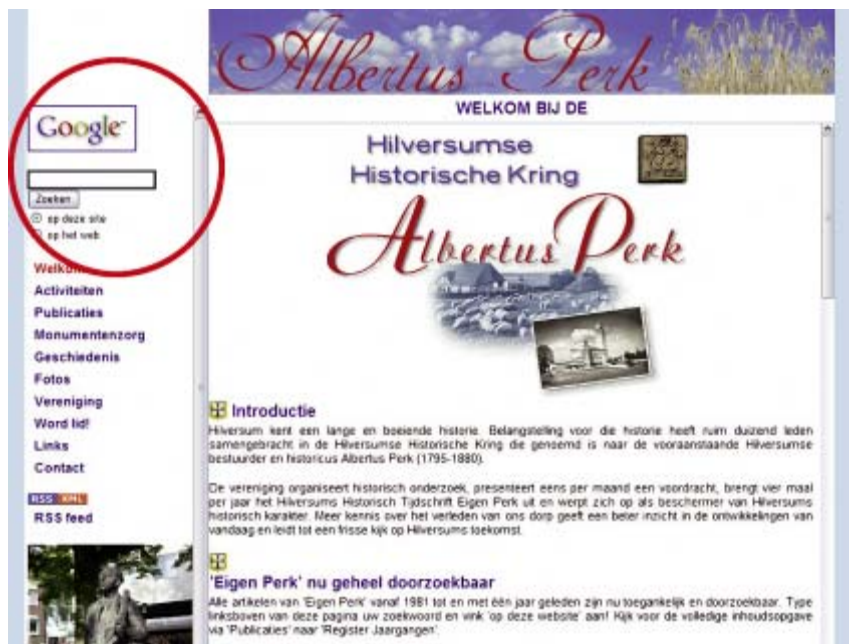 Albertus Perk
WELKOM BIJ DE
Google
Zoeken
op deze site
op het web
Welkom
Activiteiten
Publicaties
Monumentenzorg
Geschiedenis
Fotos
Vereniging
Word lid!
Links
Contact
RSS XML
RSS feed
Hilversumse
Historische Kring
Albertus Perk
Introductie
Hilversum kent een lange en boeiende historie. Belangstelling voor die historie heeft ruim duizend leden
samengebracht in de Hilversumse Historische Kring die genoemd is naar de vooraanstaande Hilversumse
bestuurder en historicus Albertus Perk (1795-1880).
De vereniging organiseert historisch onderzoek, presenteert eens per maand een voordracht, brengt vier maal
per jaar het Hilversums Historisch Tijdschrift Eigen Perk uit en werpt zich op als beschermer van Hilversums
historisch karakter. Meer kennis over het verleden van ons dorp geeft een beter inzicht in de ontwikkelingen van
vandaag en leidt tot een frisse kijk op Hilversums toekomst.
'Eigen Perk' nu geheel doorzoekbaar
Alle artikelen van 'Eigen Perk' vanaf 1981 tot en met één jaar geleden zijn nu toegankelijk en doorzoekbaar. Type
linksboven van deze pagina uw zoekwoord en vink 'op deze website' aan! Kijk voor de volledige inhoudsopgave
via 'Publicaties' naar 'Register Jaargangen'.